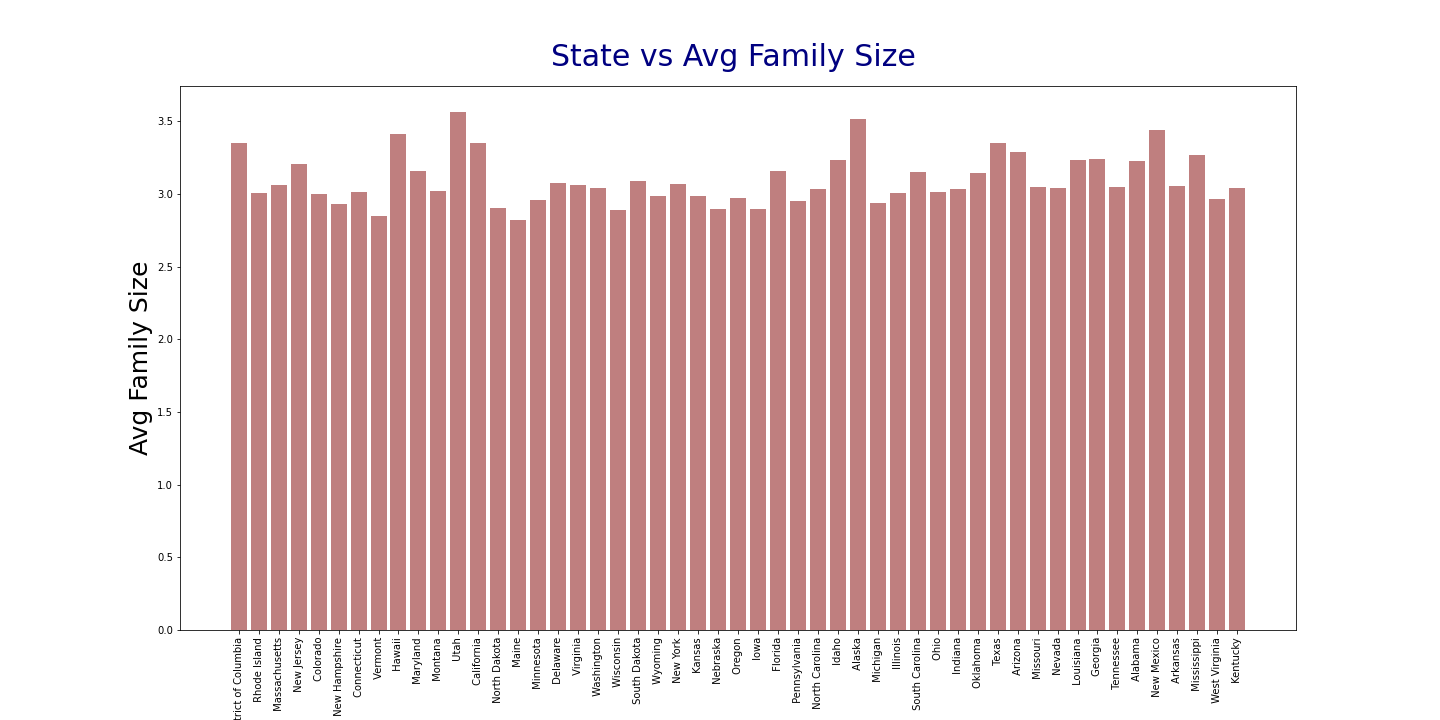 State vs Avg Family Size
Avg Family Size
3.5
3.0
2.5
2.0
1.5
1.0
0.5
0.0
trict of Columbia
Rhode Island
Massachusetts
New Jersey
Colorado
New Hampshire
Connecticut
Vermont
Hawaii
Maryland
Montana
Utah
California
North Dakota
Maine
Minnesota
Delaware
Virginia
Washington
Wisconsin
South Dakota
Wyoming
New York
Kansas
Nebraska
Oregon
Iowa
Florida
Pennsylvania
North Carolina
Idaho
Alaska
Michigan
Illinois
South Carolina
Ohio
Indiana
Oklahoma
Texas
Arizona
Missouri
Nevada
Louisiana
Georgia
Tennessee
Alabama
New Mexico
Arkansas
Mississippi
West Virginia
Kentucky